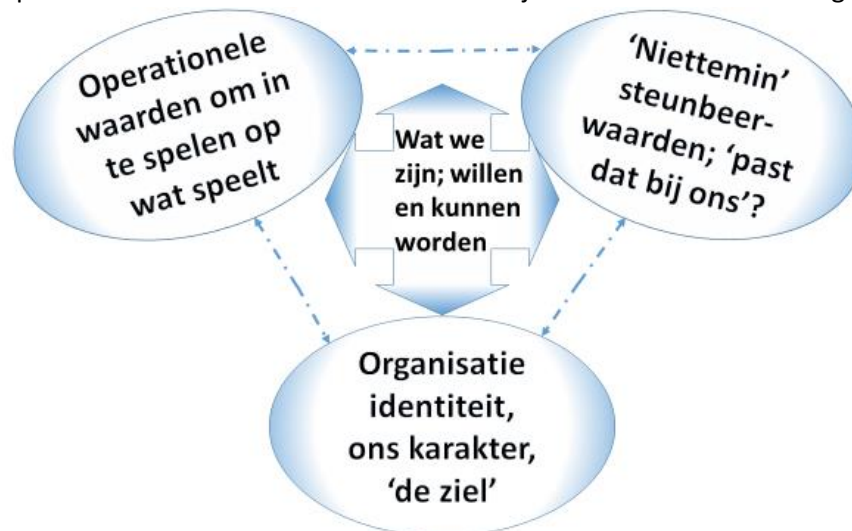 Operationele
waarden om in
te spelen op
wat speelt
‘Niettemin’
steunbeer-
waarden; ‘past
dat bij ons’?
Wat we
zijn; willen
en kunnen
worden
Organisatie
identiteit,
ons karakter,
‘de ziel’